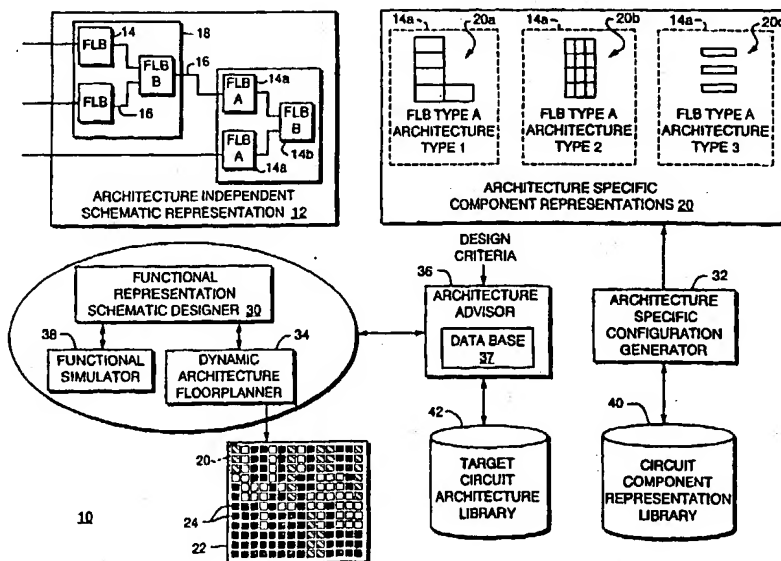 14
18
FLB
FLB
B
16
FLB
16
14a
FLB
A
FLB
B
FLB
A
14b
14a
ARCHITECTURE INDEPENDENT
SCHEMATIC REPRESENTATION 12
14a
20a
FLB TYPE A
ARCHITECTURE
TYPE 1
14a
20b
FLB TYPE A
ARCHITECTURE
TYPE 2
14a
20c
FLB TYPE A
ARCHITECTURE
TYPE 3
ARCHITECTURE SPECIFIC
COMPONENT REPRESENTATIONS 20
FUNCTIONAL
REPRESENTATION
SCHEMATIC DESIGNER 30
38
FUNCTIONAL
SIMULATOR
34
DYNAMIC
ARCHITECTURE
FLOORPLANNER
DESIGN
CRITERIA
36
ARCHITECTURE
ADVISOR
DATA BASE
37
32
ARCHITECTURE
SPECIFIC
CONFIGURATION
GENERATOR
42
TARGET
CIRCUIT
ARCHITECTURE
LIBRARY
40
CIRCUIT
COMPONENT
REPRESENTATION
LIBRARY
20
24
22
10